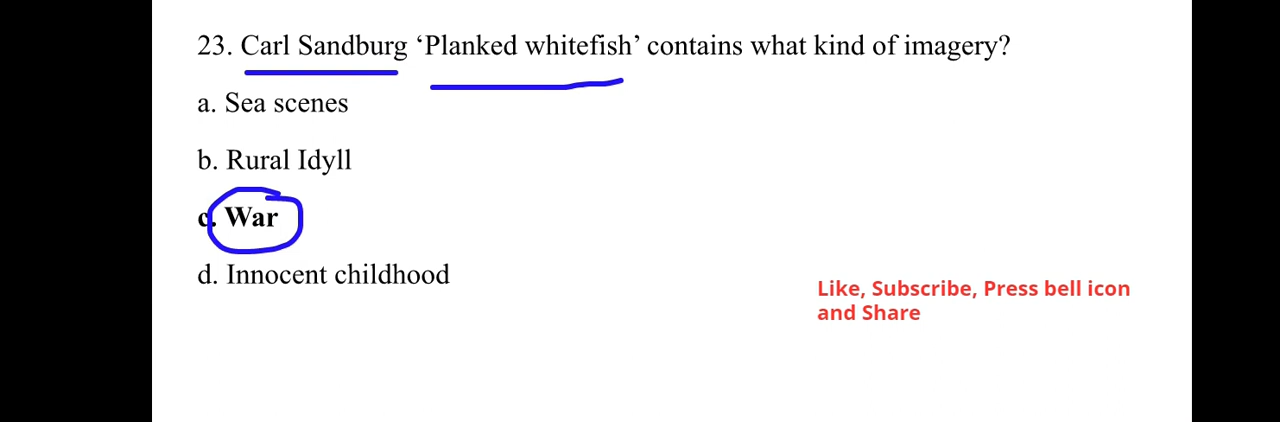 23. Carl Sandburg ‘Planked whitefish’ contains what kind of imagery?
a. Sea scenes
b. Rural Idyll
c. War
d. Innocent childhood
Like, Subscribe, Press bell icon
and Share